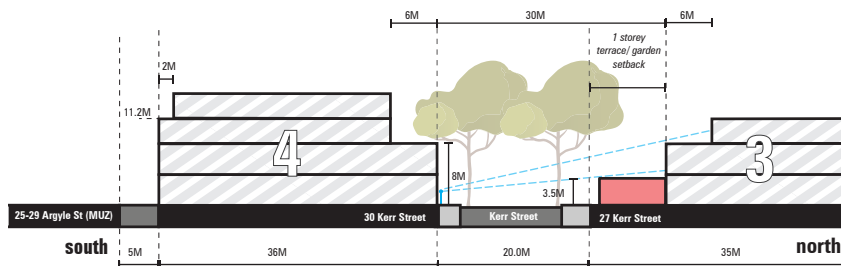 6M
30M
6M
1 storey
terrace/ garden
setback
2M
11.2M
4
3
8M
3.5M
25-29 Argyle St (MUZ)
30 Kerr Street
Kerr Street
27 Kerr Street
south
north
5M
36M
20.0M
35M